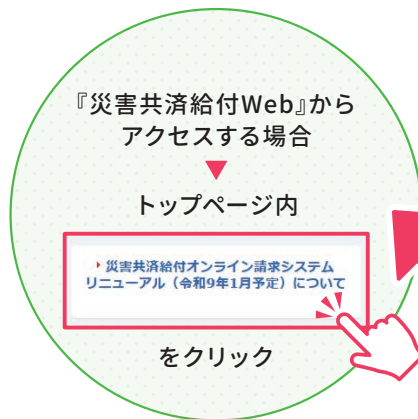 『災害共済給付Web』から
アクセスする場合
トップページ内
災害共済給付オンライン請求システム
リニューアル（令和9年1月予定）について
をクリック